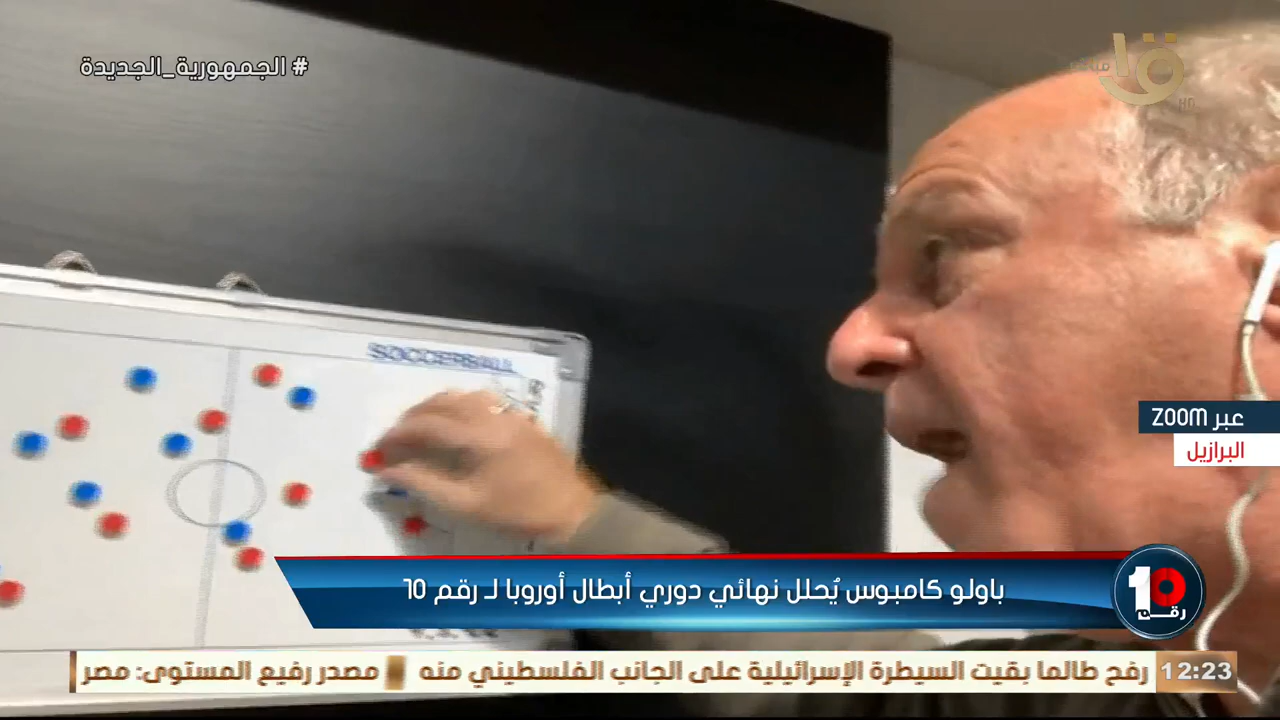 #الجمهورية_الجديدة
SOCCERBALL
عبر ZOOM
البرازيل
باولو كامبوس يُحلل نهائي دوري أبطال أوروبا لـ رقم 10
10
رقم
12:23
رفح طالما بقيت السيطرة الإسرائيلية على الجانب الفلسطيني منه
مصدر رفيع المستوى: مصر